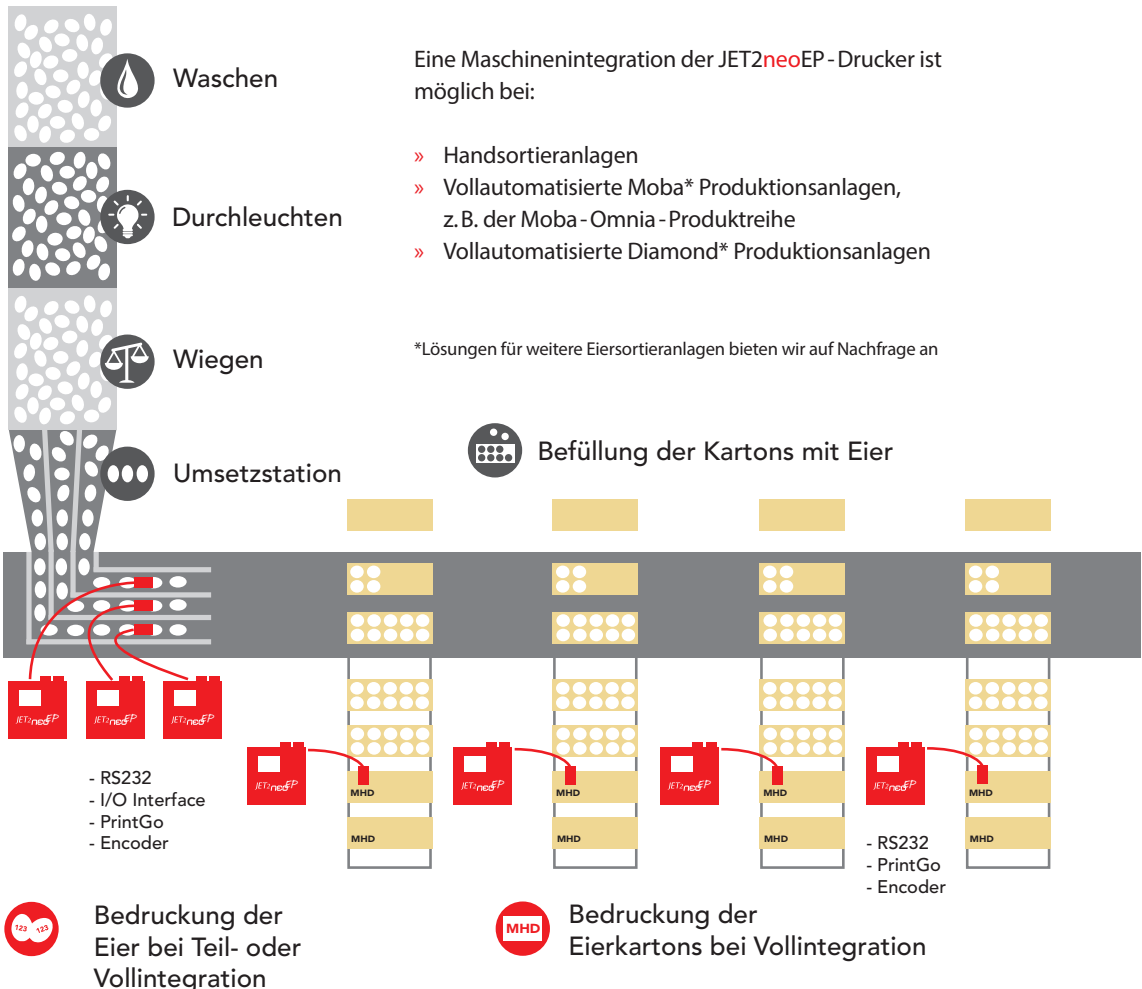 Waschen
Durchleuchten
Wiegen
Umsetzstation
Eine Maschinenintegration der JET2neoEP-Drucker ist
möglich bei:
» Handsortieranlagen
» Vollautomatisierte Moba* Produktionsanlagen,
z.B. der Moba-Omnia-Produktreihe
» Vollautomatisierte Diamond* Produktionsanlagen
*Lösungen für weitere Eiersortieranlagen bieten wir auf Nachfrage an
Befüllung der Kartons mit Eier
JET2neoEP
JET2neoEP
JET2neoEP
- RS232
- I/O Interface
- PrintGo
- Encoder
JET2neoEP
MHD
MHD
JET2neoEP
MHD
MHD
JET2neoEP
MHD
MHD
JET2neoEP
MHD
MHD
- RS232
- PrintGo
- Encoder
123 123
Bedruckung der
Eier bei Teil- oder
Vollintegration
MHD
Bedruckung der
Eierkartons bei Vollintegration